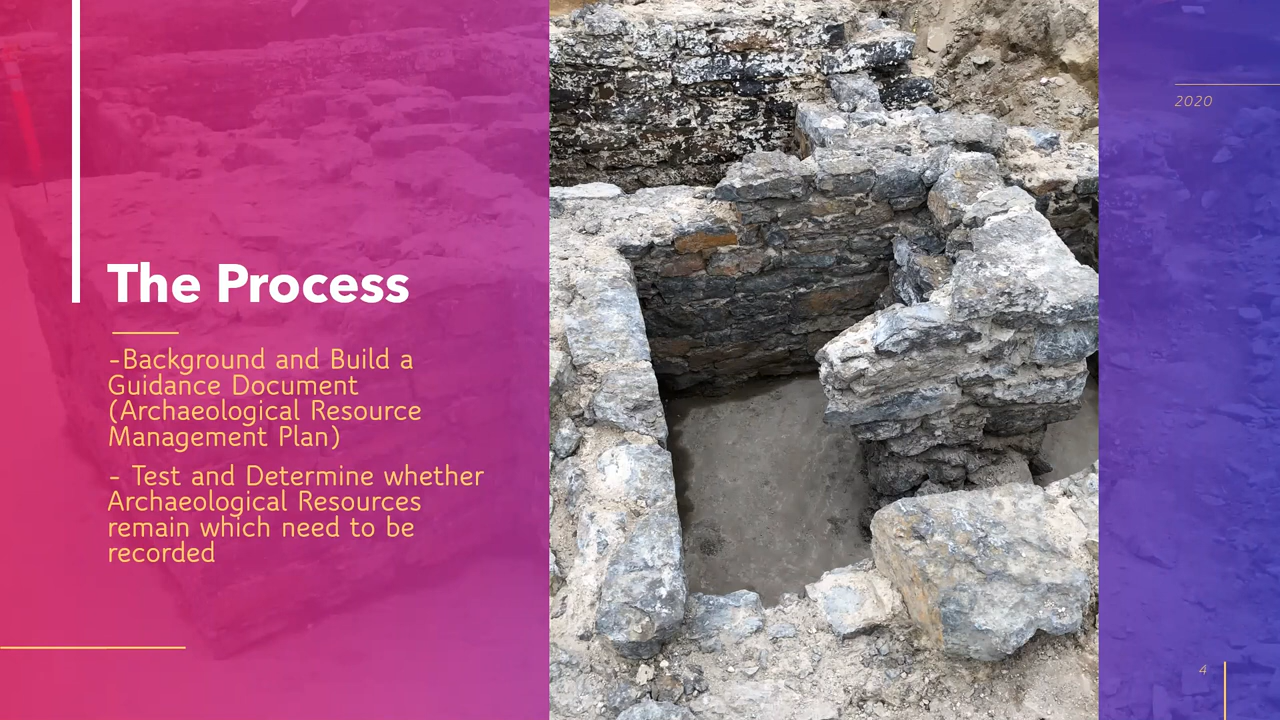 2020
The Process
-Background and Build a
Guidance Document
(Archaeological Resource
Management Plan)
- Test and Determine whether
Archaeological Resources
remain which need to be
recorded
4